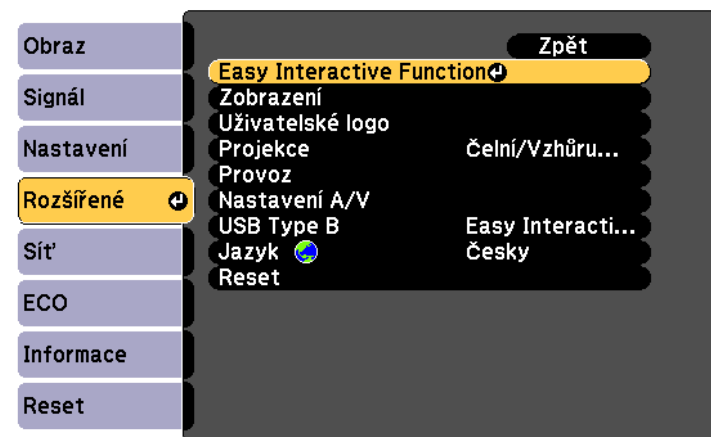 Obraz
Signál
Nastavení
Rozšířené
Síť
ECO
Informace
Reset
Zpět
Easy Interactive Function
Zobrazení
Uživatelské logo
Projekce Čelní/Vzhůru...
Provoz
Nastavení A/V
USB Type B Easy Interacti...
Jazyk Česky
Reset